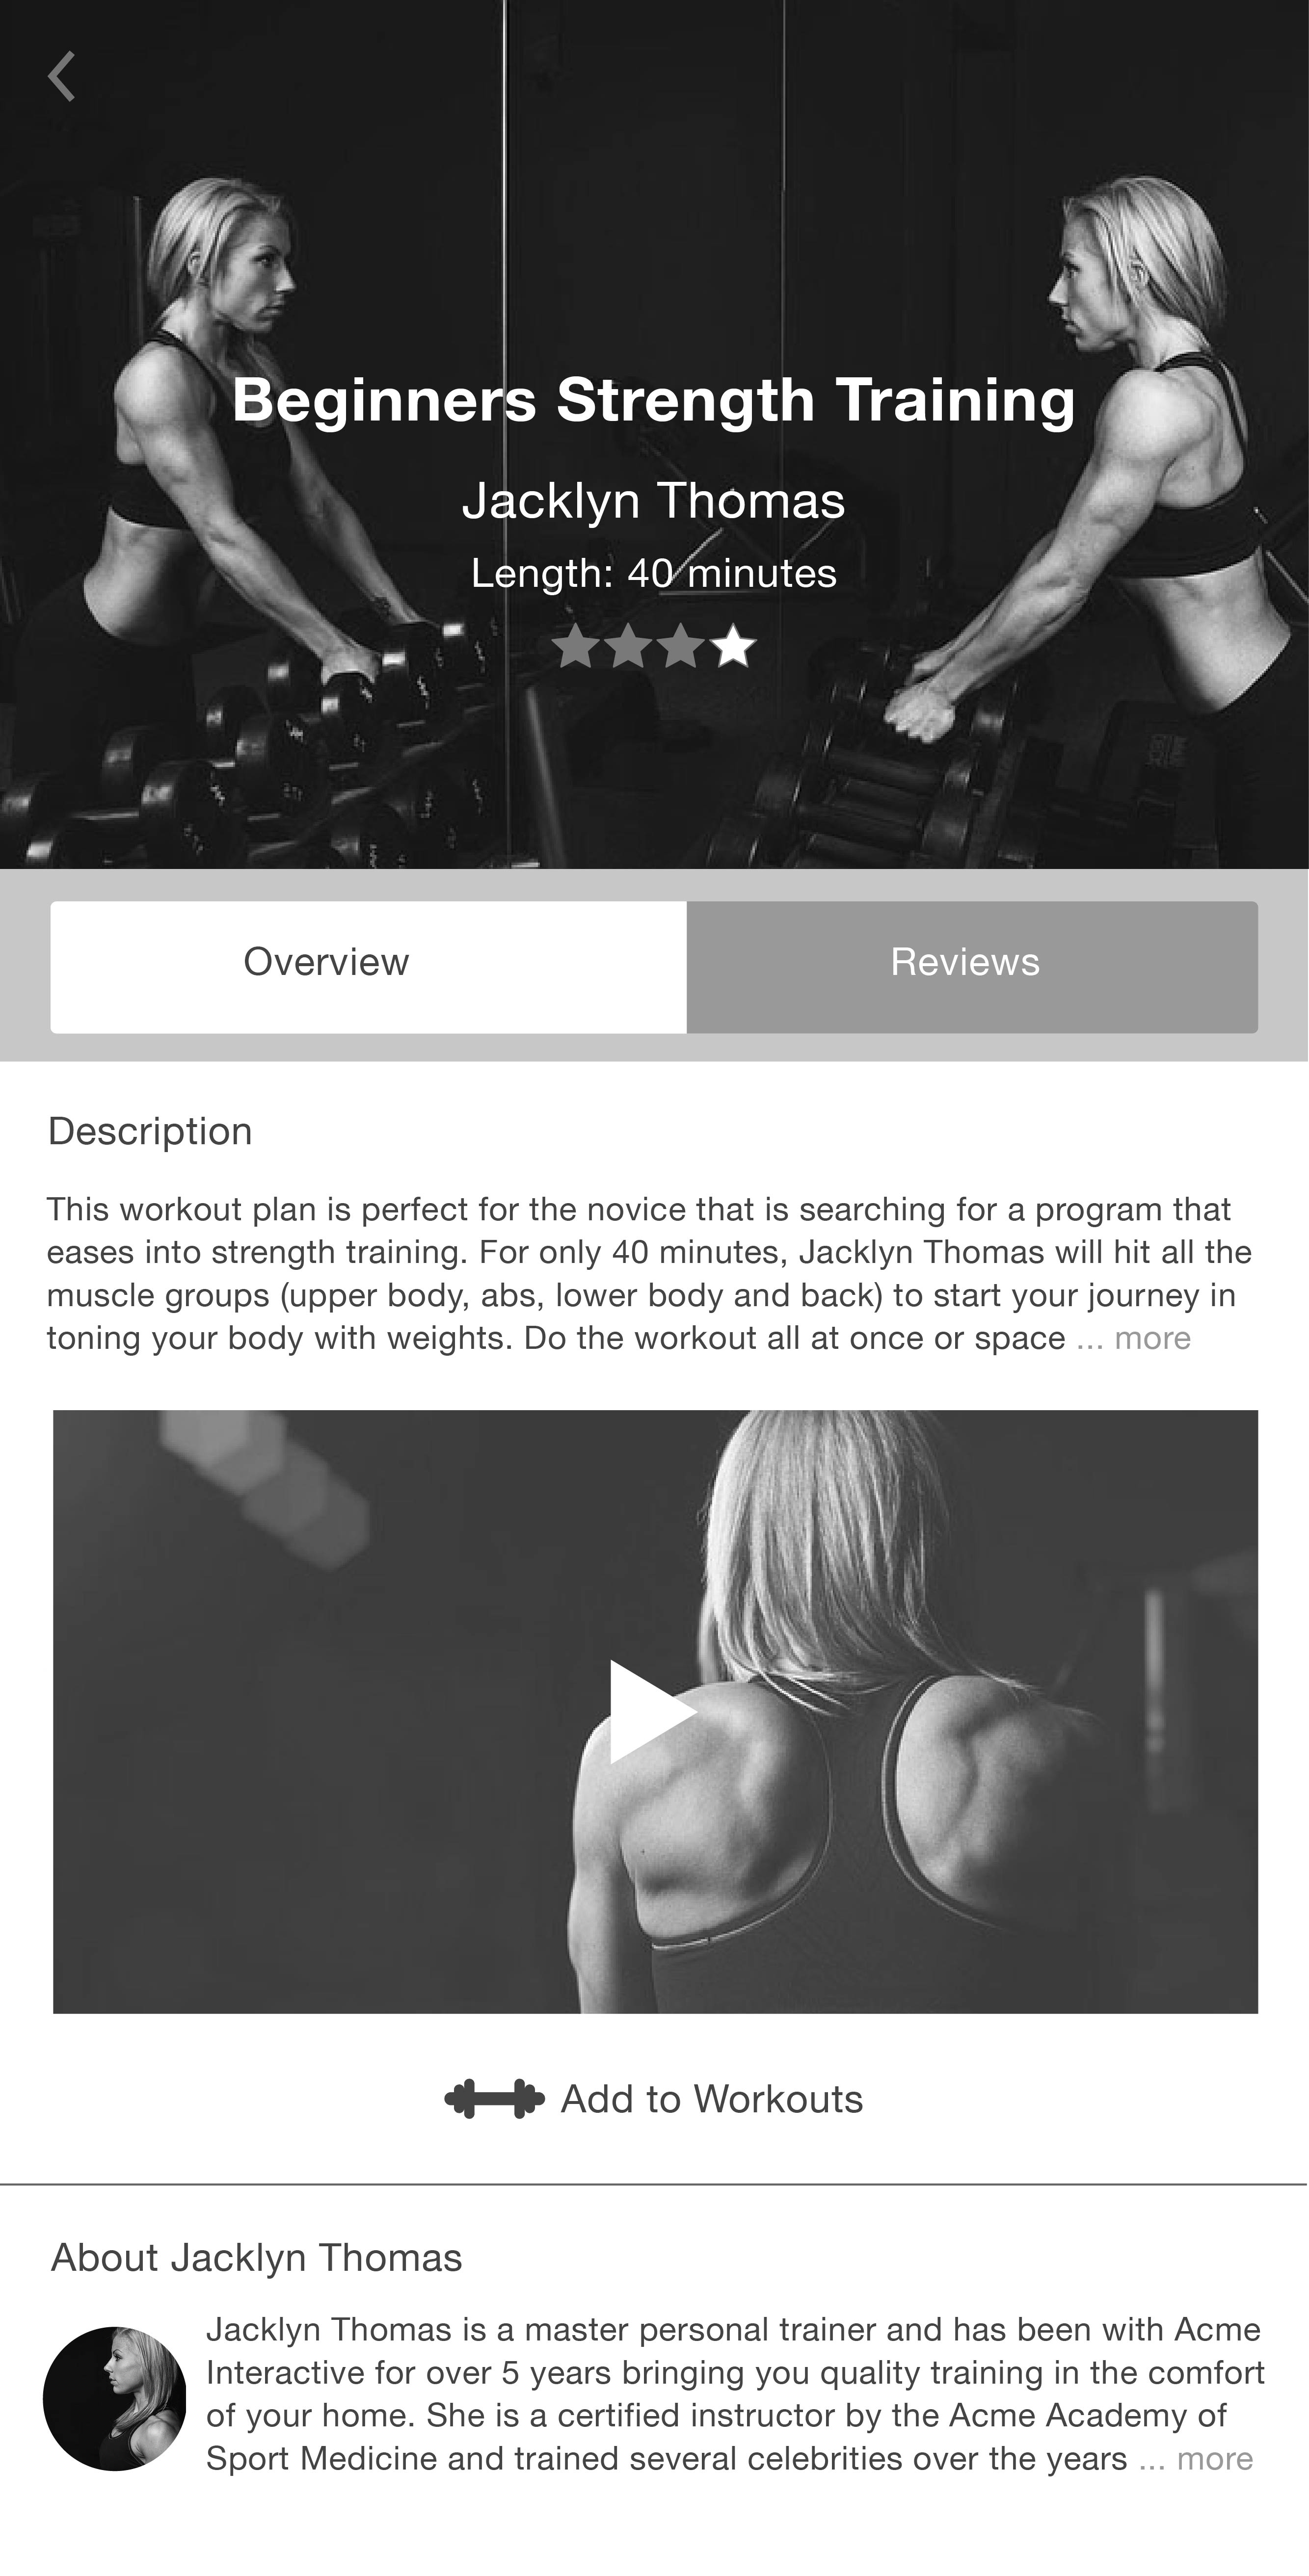 Beginners Strength Training
Jacklyn Thomas
Length: 40 minutes
Overview
Reviews
Description
This workout plan is perfect for the novice that is searching for a program that
eases into strength training. For only 40 minutes, Jacklyn Thomas will hit all the
muscle groups (upper body, abs, lower body and back) to start your journey in
toning your body with weights. Do the workout all at once or space ... more
Add to Workouts
About Jacklyn Thomas
Jacklyn Thomas is a master personal trainer and has been with Acme
Interactive for over 5 years bringing you quality training in the comfort
of your home. She is a certified instructor by the Acme Academy of
Sport Medicine and trained several celebrities over the years ... more